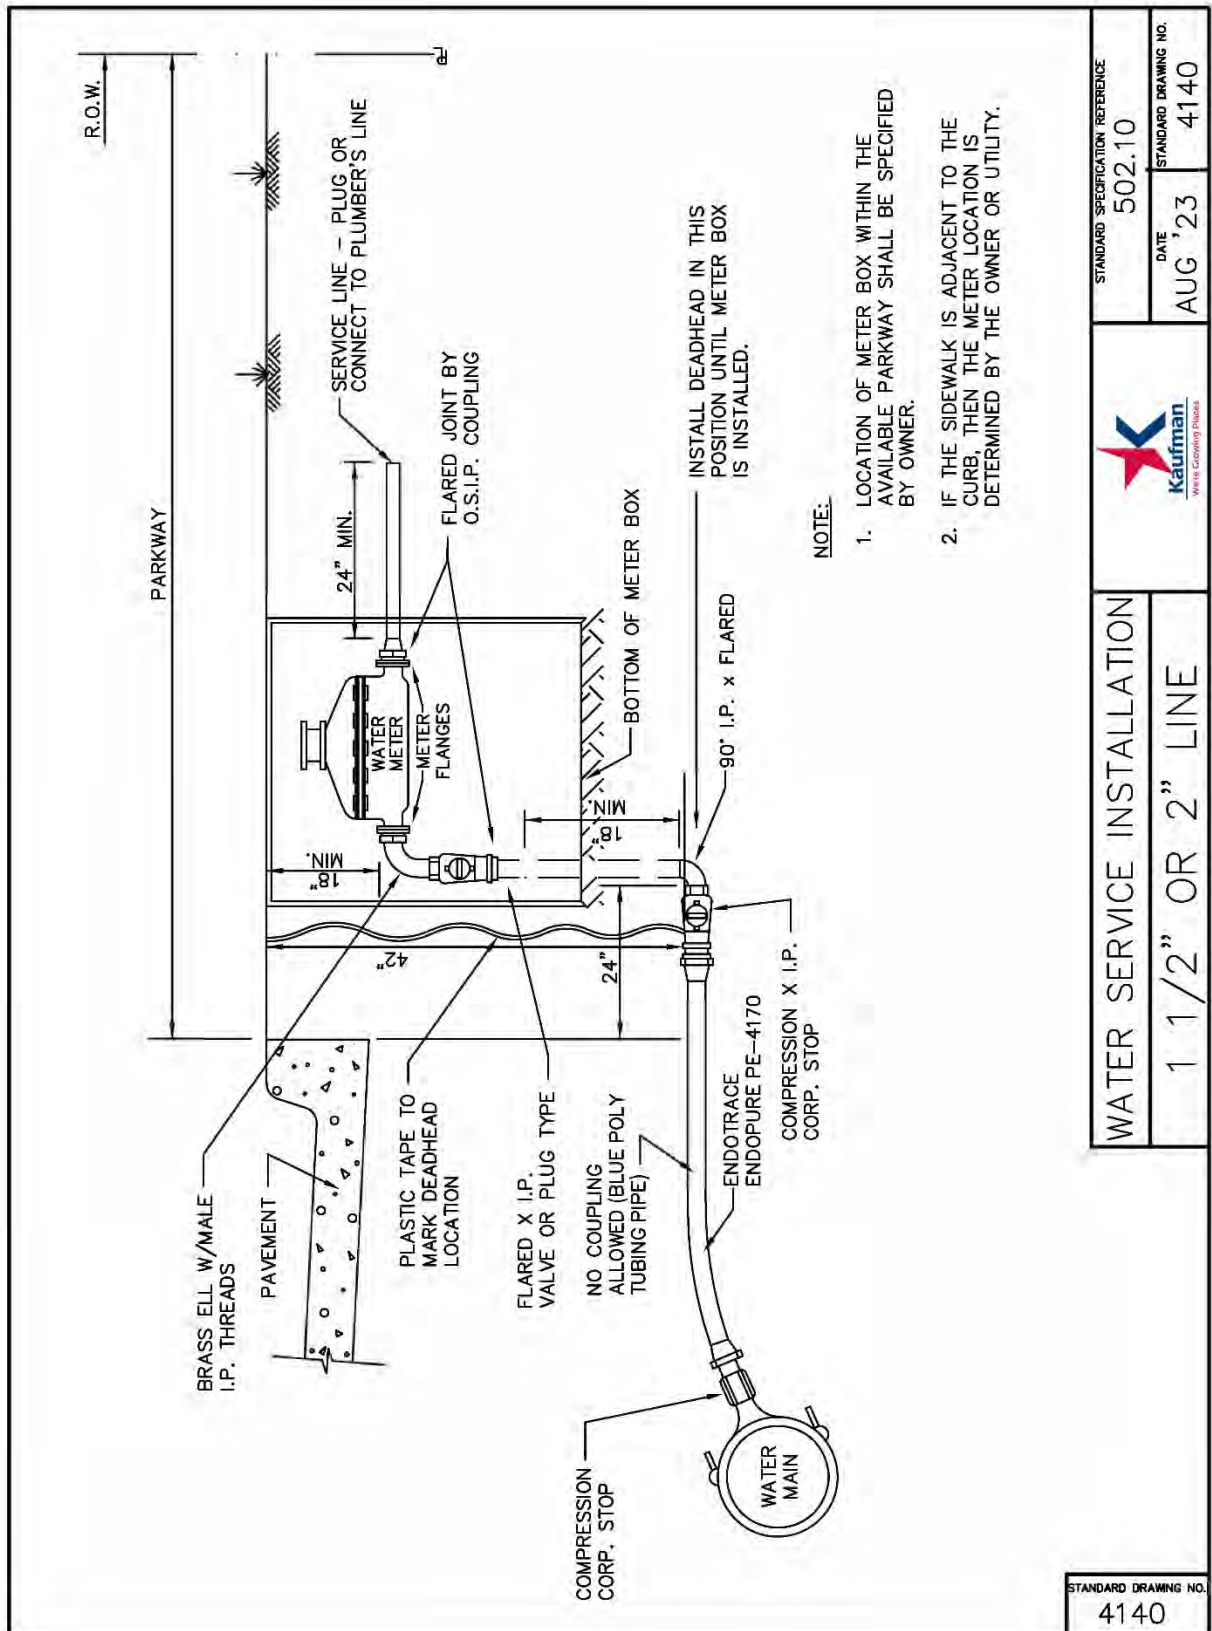 R.O.W.
PARKWAY
SERVICE LINE – PLUG OR
CONNECT TO PLUMBER'S LINE
24" MIN.
FLARED JOINT BY
O.S.I.P. COUPLING
WATER
METER
METER
FLANGES
18"
MIN.
BRASS ELL W/MALE
I.P. THREADS
PAVEMENT
42"
PLASTIC TAPE TO
MARK DEADHEAD
LOCATION
FLARED X I.P.
VALVE OR PLUG TYPE
18"
MIN.
24"
BOTTOM OF METER BOX
INSTALL DEADHEAD IN THIS
POSITION UNTIL METER BOX
IS INSTALLED.
90° I.P. x FLARED
NO COUPLING
ALLOWED (BLUE POLY
TUBING PIPE)
ENDOTRACE
ENDOPURE PE-4170
COMPRESSION X I.P.
CORP. STOP
COMPRESSION
CORP. STOP
WATER
MAIN
NOTE:
1. LOCATION OF METER BOX WITHIN THE
AVAILABLE PARKWAY SHALL BE SPECIFIED
BY OWNER.
2. IF THE SIDEWALK IS ADJACENT TO THE
CURB, THEN THE METER LOCATION IS
DETERMINED BY THE OWNER OR UTILITY.
WATER SERVICE INSTALLATION
1 1/2" OR 2" LINE
Kaufman
We're Growing Places
STANDARD SPECIFICATION REFERENCE
502.10
DATE
AUG '23
STANDARD DRAWING NO.
4140
STANDARD DRAWING NO.
4140